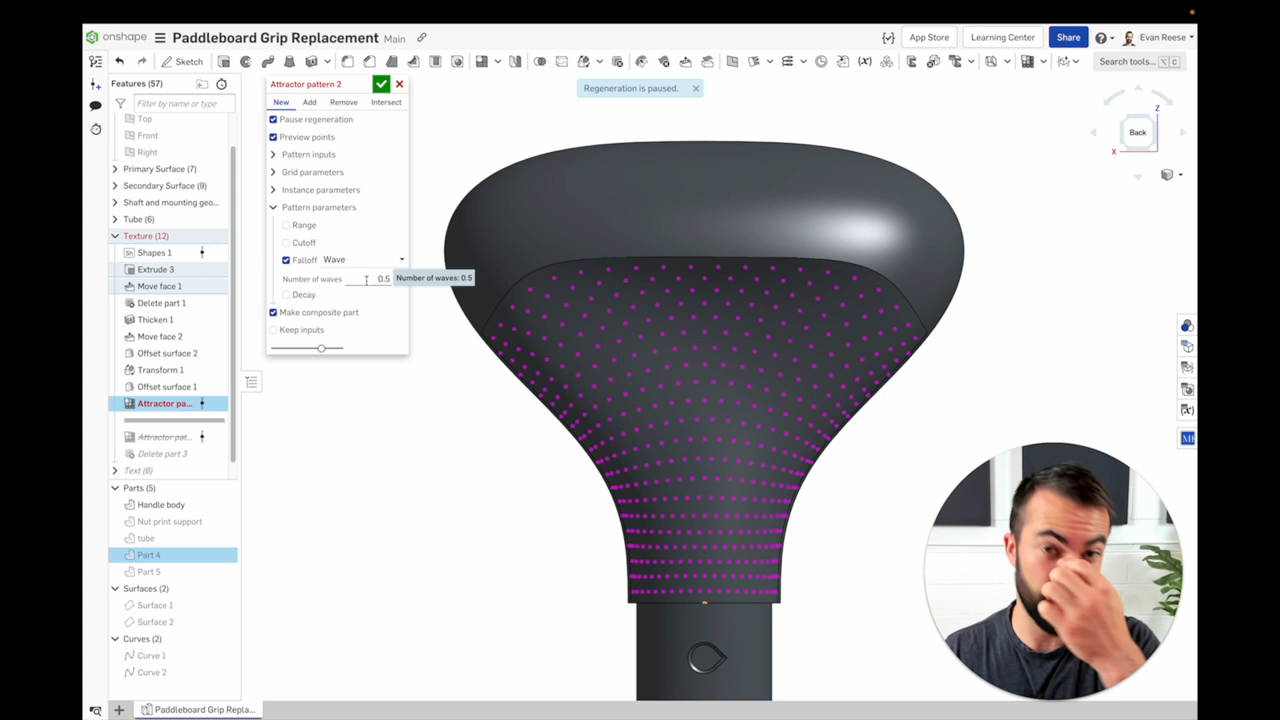 onshape
Paddleboard Grip Replacement
Main
App Store
Learning Center
Share
Evan Reese
Sketch
Search tools...
⌥ C
Features (57)
Filter by name or type
Top
Front
Right
Primary Surface (7)
Secondary Surface (9)
Shaft and mounting geo...
Tube (6)
Texture (12)
Shapes 1
Extrude 3
Move face 1
Delete part 1
Thicken 1
Move face 2
Offset surface 2
Transform 1
Offset surface 1
Attractor pa...
Attractor pat...
Delete part 3
Text (6)
Parts (5)
Handle body
Nut print support
tube
Part 4
Part 5
Surfaces (2)
Surface 1
Surface 2
Curves (2)
Curve 1
Curve 2
Attractor pattern 2
New
Add
Remove
Intersect
Pause regeneration
Preview points
Pattern inputs
Grid parameters
Instance parameters
Pattern parameters
Range
Cutoff
Falloff
Wave
Number of waves
0.5
Number of waves: 0.5
Decay
Make composite part
Keep inputs
Regeneration is paused.
Z
Back
X
Paddleboard Grip Repla...